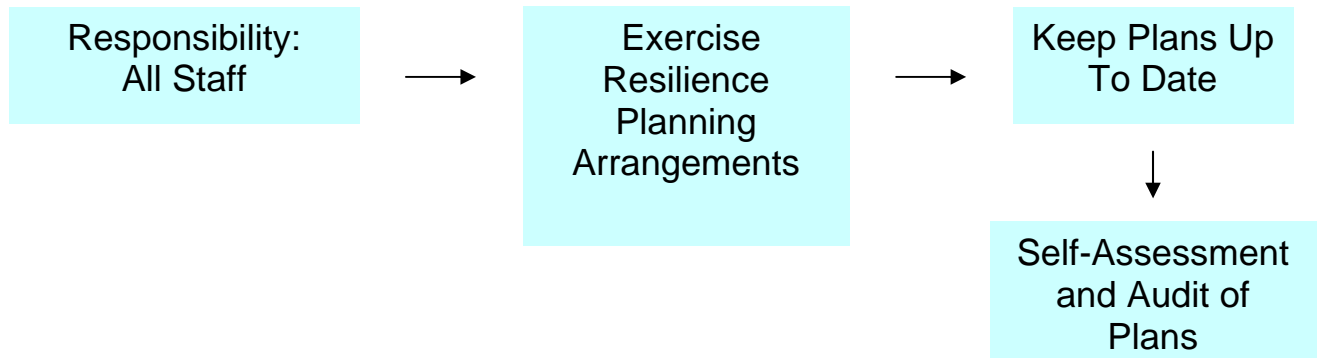 Responsibility:
All Staff
Exercise
Resilience
Planning
Arrangements
Keep Plans Up
To Date
Self-Assessment
and Audit of
Plans